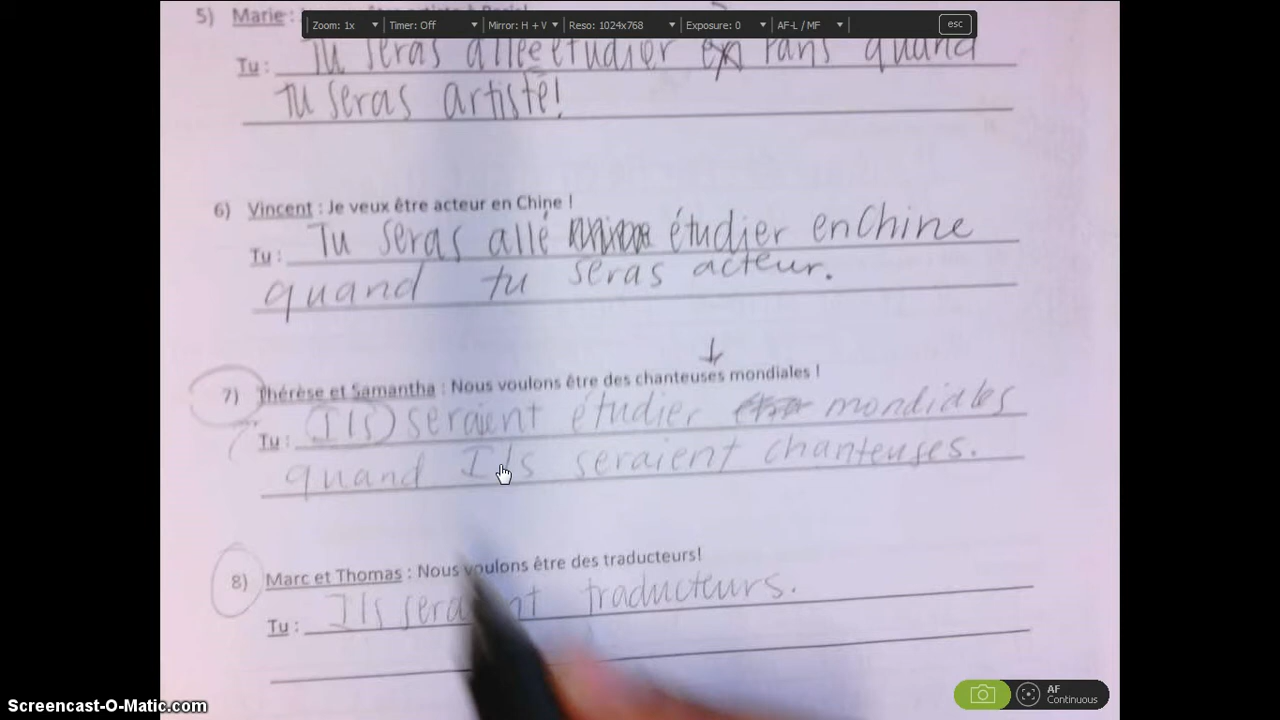 Zoom: 1x Timer: Off Mirror: H + V Reso: 1024x768 Exposure: 0 AF-L / MF esc
5) Marie :
Tu : Tu seras allée étudier Paris quand
tu seras artiste!
6) Vincent : Je veux être acteur en Chine !
Tu : Tu seras allé étudier en Chine
quand tu seras acteur.
7) Thérèse et Samantha : Nous voulons être des chanteuses mondiales !
Tu : Ils seraient étudier mondiales
quand Ils seraient chanteuses.
8) Marc et Thomas : Nous voulons être des traducteurs!
Tu : Ils traducteurs.
AF
Continuous
Screencast-O-Matic.com